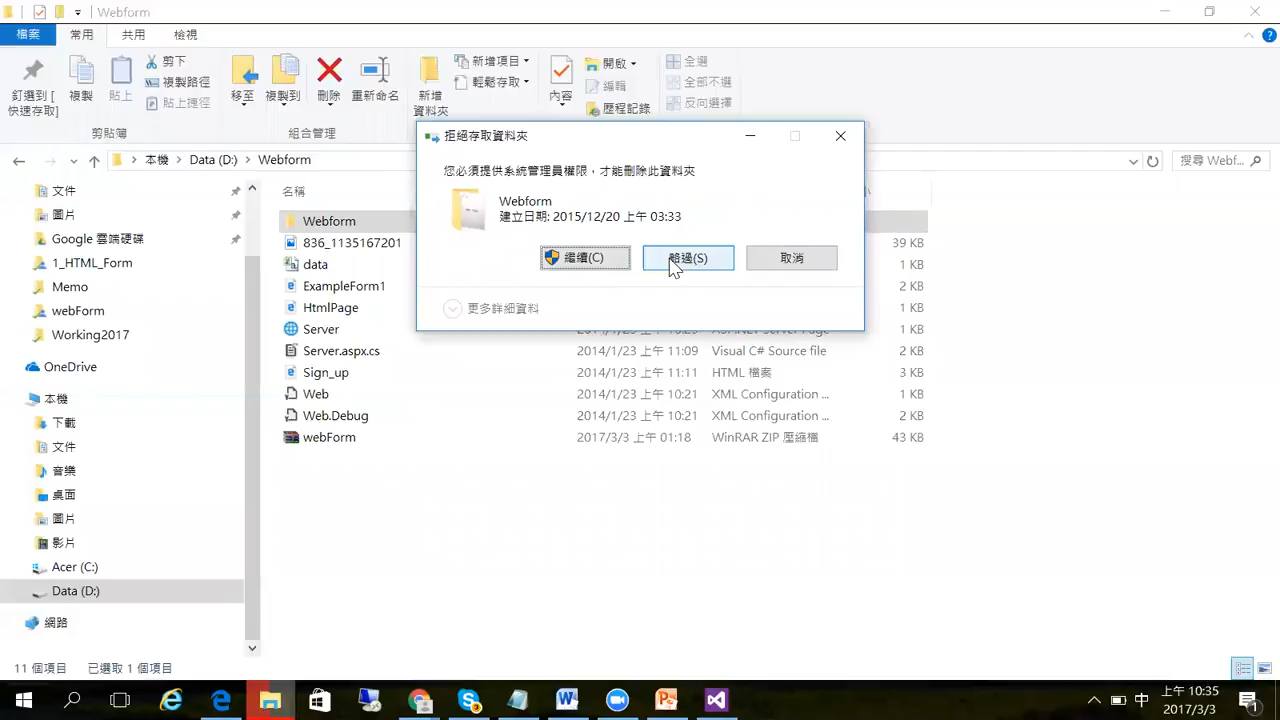 Webform
檔案 常用 共用 檢視
釘選到 [快速存取]
複製
貼上
剪下
複製路徑
貼上捷徑
剪貼簿
移至
複製到
刪除
重新命名
組合管理
新增資料夾
新增項目
輕鬆存取
內容
開啟
編輯
歷程記錄
全選
全部不選
反向選擇
本機 Data (D:) Webform
搜尋 Webf...
文件
圖片
Google 雲端硬碟
1_HTML_Form
Memo
webForm
Working2017
OneDrive
本機
下載
文件
音樂
桌面
圖片
影片
Acer (C:)
Data (D:)
網路
名稱
Webform
836_1135167201 39 KB
data 1 KB
ExampleForm1 2 KB
HtmlPage 1 KB
Server 2 KB
Server.aspx.cs 2014/1/23 上午 11:09 Visual C# Source file 2 KB
Sign_up 2014/1/23 上午 11:11 HTML 檔案 3 KB
Web 2014/1/23 上午 10:21 XML Configuration ... 1 KB
Web.Debug 2014/1/23 上午 10:21 XML Configuration ... 2 KB
webForm 2017/3/3 上午 01:18 WinRAR ZIP 壓縮檔 43 KB
拒絕存取資料夾
您必須提供系統管理員權限，才能刪除此資料夾
Webform
建立日期: 2015/12/20 上午 03:33
繼續(C) 略過(S) 取消
更多詳細資料
11 個項目 已選取 1 個項目
中
上午 10:35
2017/3/3
1